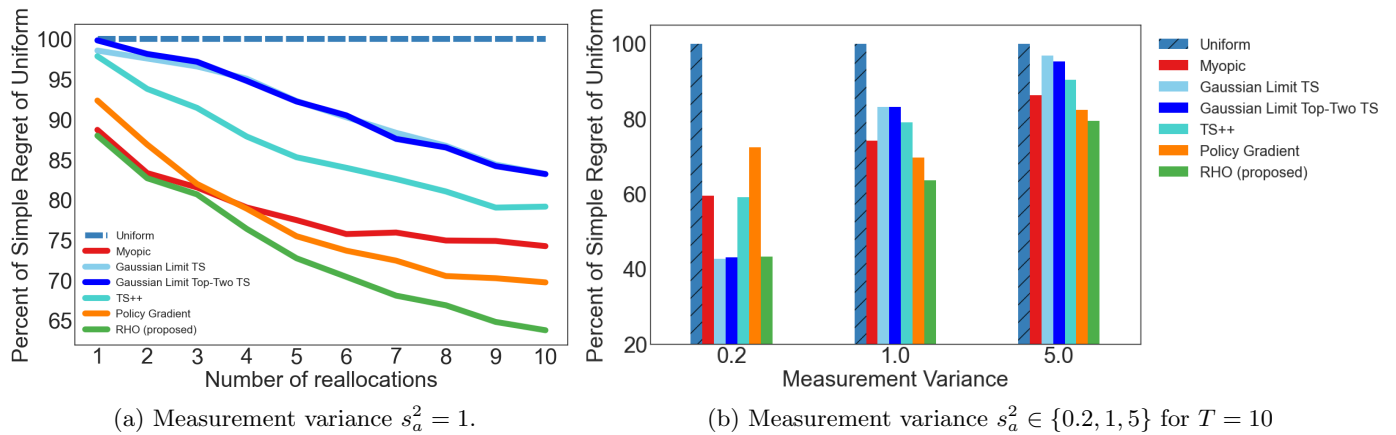 Percent of Simple Regret of Uniform
100
95
90
85
80
75
70
65
Uniform
Myopic
Gaussian Limit TS
Gaussian Limit Top-Two TS
TS++
Policy Gradient
RHO (proposed)
1 2 3 4 5 6 7 8 9 10
Number of reallocations
(a) Measurement variance $s_a^2 = 1$.
Percent of Simple Regret of Uniform
100
80
60
40
20
0.2 1.0 5.0
Measurement Variance
Uniform
Myopic
Gaussian Limit TS
Gaussian Limit Top-Two TS
TS++
Policy Gradient
RHO (proposed)
(b) Measurement variance $s_a^2 \in \{0.2, 1, 5\}$ for $T = 10$